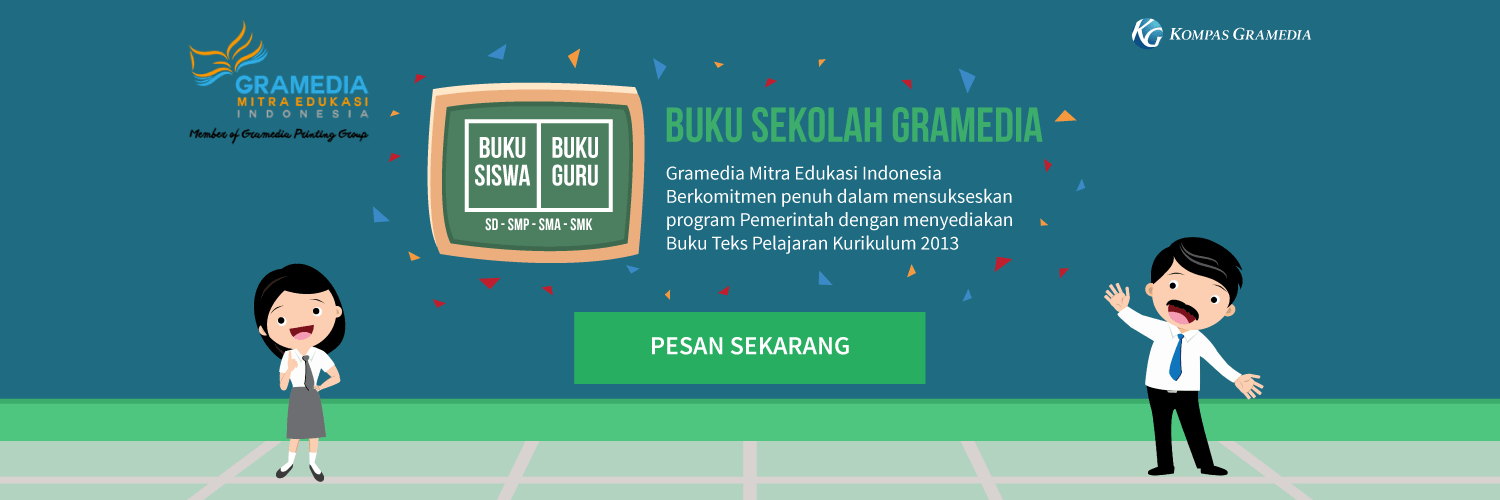 GRAMEDIA
MITRA EDUKASI
INDONESIA
Member of Gramedia Printing Group
KG KOMPAS GRAMEDIA
BUKU SISWA
BUKU GURU
SD - SMP - SMA - SMK
BUKU SEKOLAH GRAMEDIA
Gramedia Mitra Edukasi Indonesia
Berkomitmen penuh dalam mensukseskan
program Pemerintah dengan menyediakan
Buku Teks Pelajaran Kurikulum 2013
PESAN SEKARANG